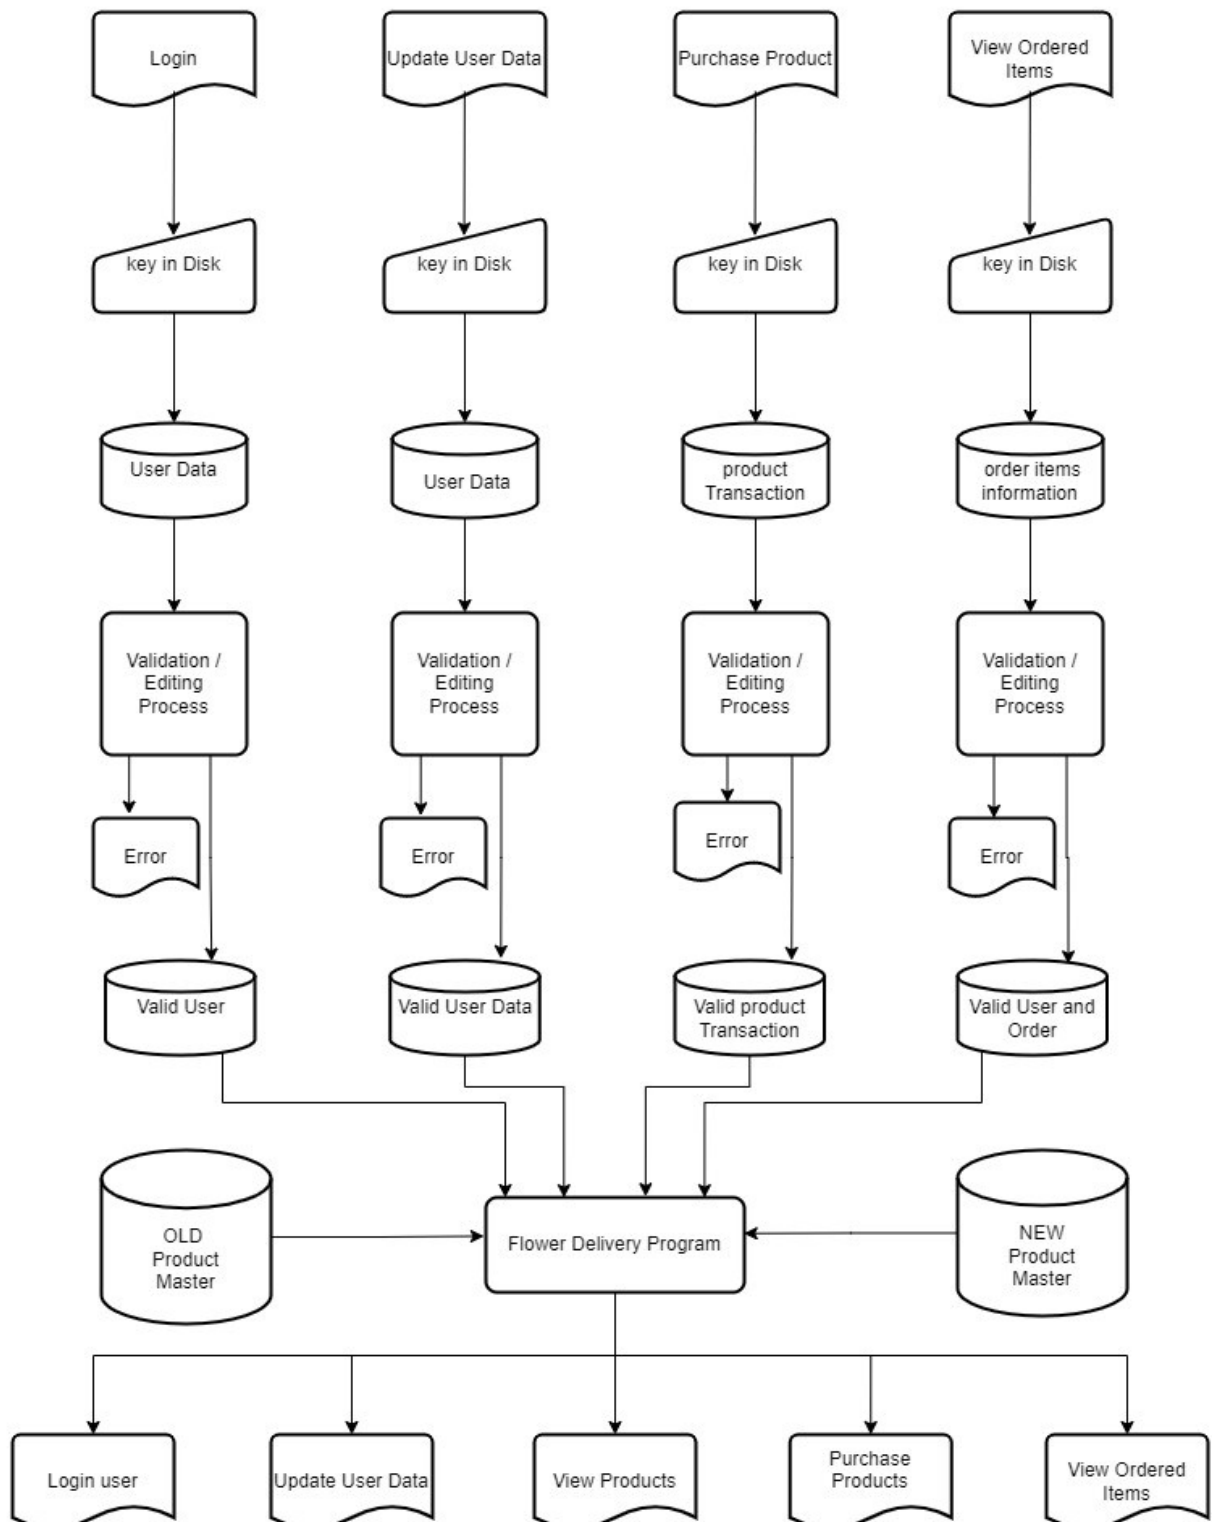 Login
Update User Data
Purchase Product
View Ordered
Items
key in Disk
key in Disk
key in Disk
key in Disk
User Data
User Data
product
Transaction
order items
information
Validation /
Editing
Process
Validation /
Editing
Process
Validation /
Editing
Process
Validation /
Editing
Process
Error
Error
Error
Error
Valid User
Valid User Data
Valid product
Transaction
Valid User and
Order
OLD
Product
Master
Flower Delivery Program
NEW
Product
Master
Login user
Update User Data
View Products
Purchase
Products
View Ordered
Items